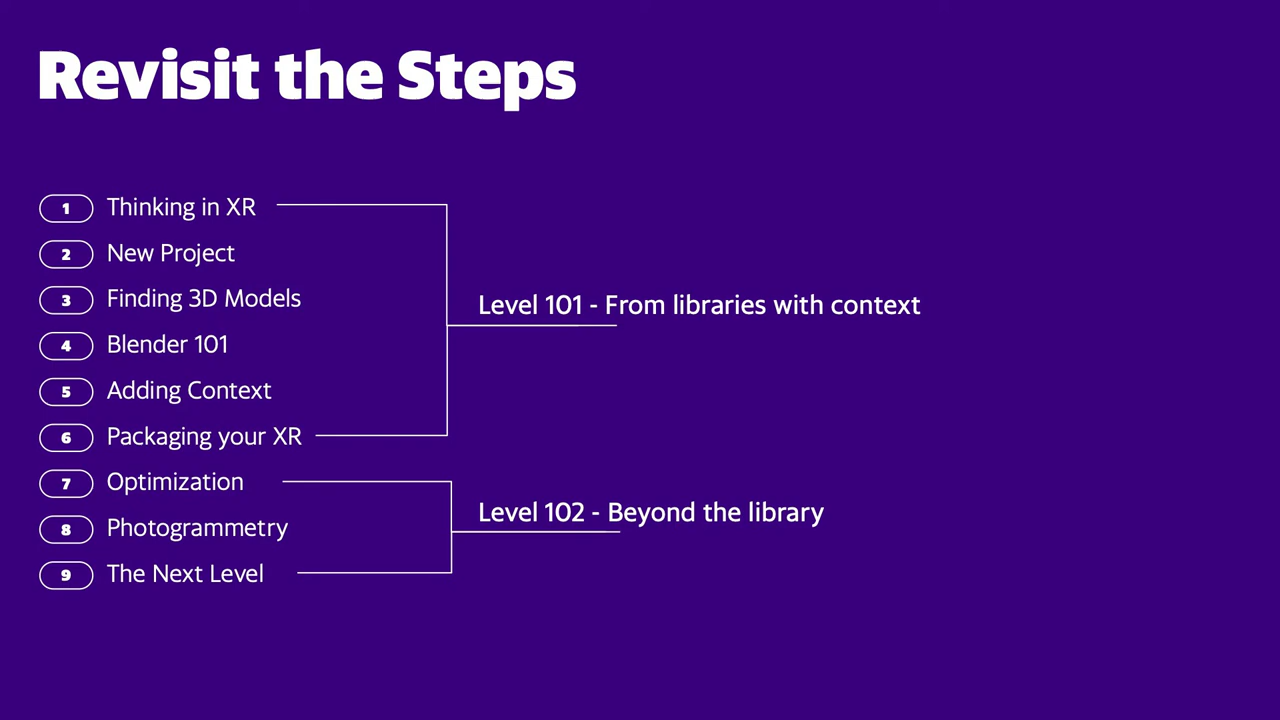 Revisit the Steps
1 Thinking in XR
2 New Project
3 Finding 3D Models
4 Blender 101
5 Adding Context
6 Packaging your XR
7 Optimization
8 Photogrammetry
9 The Next Level
Level 101 - From libraries with context
Level 102 - Beyond the library